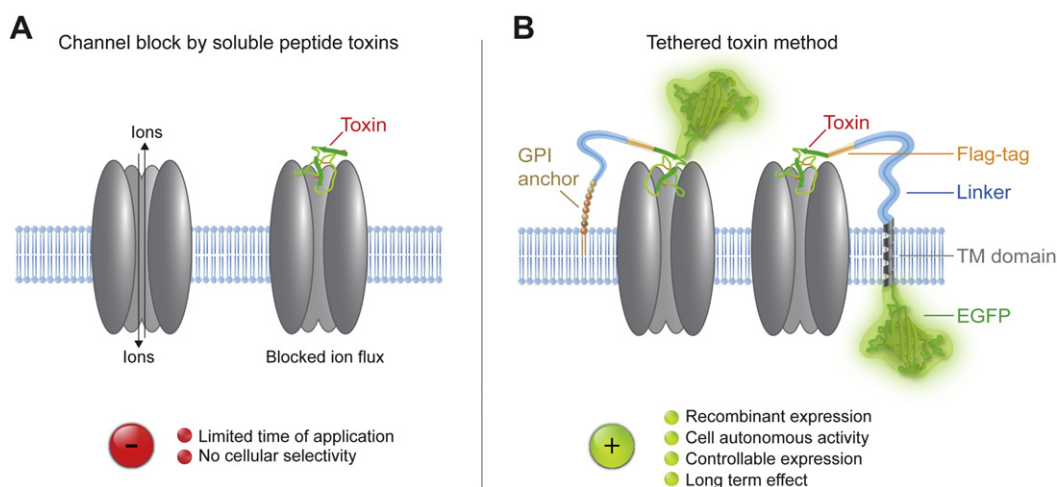 A
Channel block by soluble peptide toxins
Ions
Toxin
Ions
Blocked ion flux
-
Limited time of application
No cellular selectivity
B
Tethered toxin method
GPI
anchor
Toxin
Flag-tag
Linker
TM domain
EGFP
+
Recombinant expression
Cell autonomous activity
Controllable expression
Long term effect